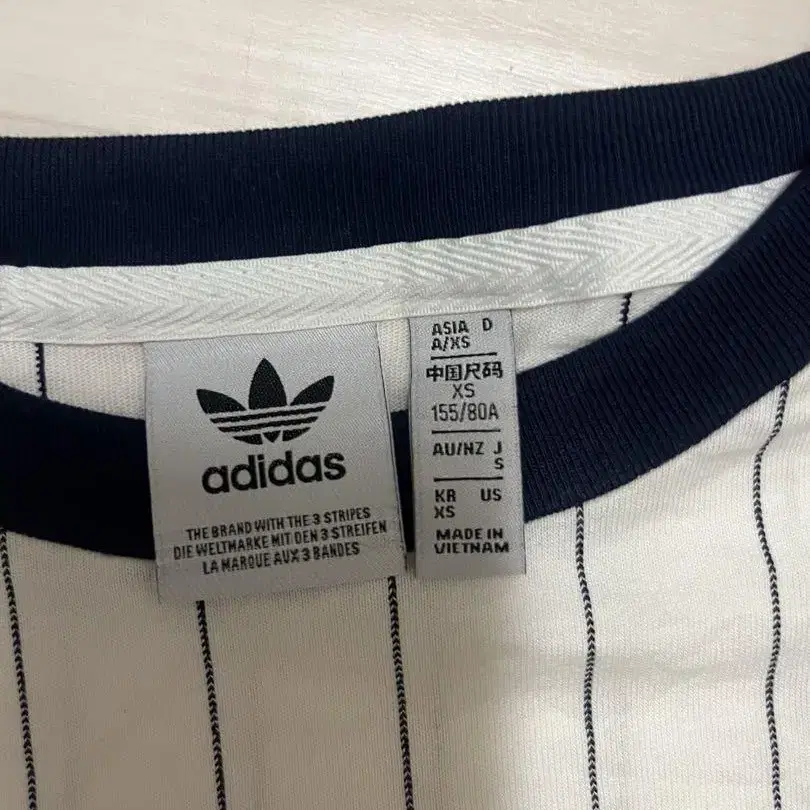 adidas
THE BRAND WITH THE 3 STRIPES
DIE WELTMARKE MIT DEN 3 STREIFEN
LA MARQUE AUX 3 BANDES
ASIA D
A/XS
中国尺码
XS
155/80A
AU/NZ J
S
KR US
XS
MADE IN
VIETNAM